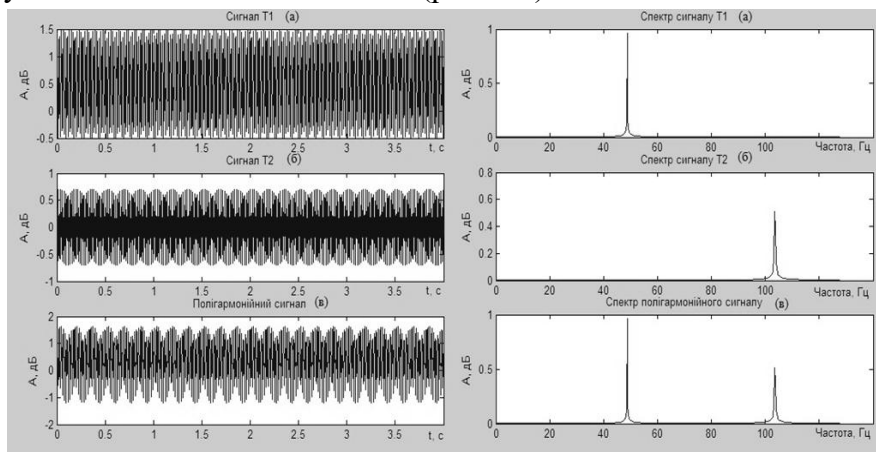 Сигнал Т1 (а)
А, дБ
1.5
1
0.5
0
-0.5
0 0.5 1 1.5 2 2.5 3 3.5 t, c
Спектр сигналу Т1 (а)
А, дБ
1
0.5
0
0 20 40 60 80 100 Частота, Гц
Сигнал Т2 (б)
А, дБ
1
0.5
0
-0.5
-1
0 0.5 1 1.5 2 2.5 3 3.5 t, c
Спектр сигналу Т2 (б)
А, дБ
0.8
0.6
0.4
0.2
0
0 20 40 60 80 100 Частота, Гц
Полігармонійний сигнал (в)
А, дБ
2
1
0
-1
-2
0 0.5 1 1.5 2 2.5 3 3.5 t, c
Спектр полігармонійного сигналу (в)
А, дБ
1
0.5
0
0 20 40 60 80 100 Частота, Гц